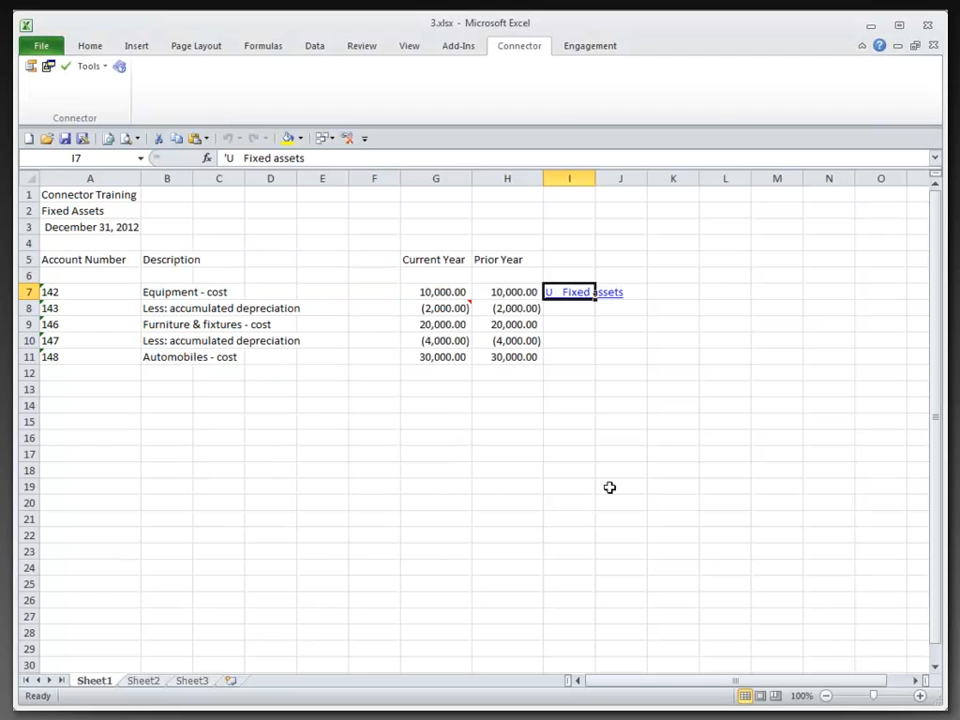 3.xlsx - Microsoft Excel
File Home Insert Page Layout Formulas Data Review View Add-Ins Connector Engagement
Tools
Connector
I7 fx 'U Fixed assets
A B C D E F G H I J K L M N O
1 Connector Training
2 Fixed Assets
3 December 31, 2012
4
5 Account Number Description Current Year Prior Year
6
7 142 Equipment - cost 10,000.00 10,000.00 U Fixed assets
8 143 Less: accumulated depreciation (2,000.00) (2,000.00)
9 146 Furniture & fixtures - cost 20,000.00 20,000.00
10 147 Less: accumulated depreciation (4,000.00) (4,000.00)
11 148 Automobiles - cost 30,000.00 30,000.00
12
13
14
15
16
17
18
19
20
21
22
23
24
25
26
27
28
29
30
Sheet1 Sheet2 Sheet3
Ready 100%